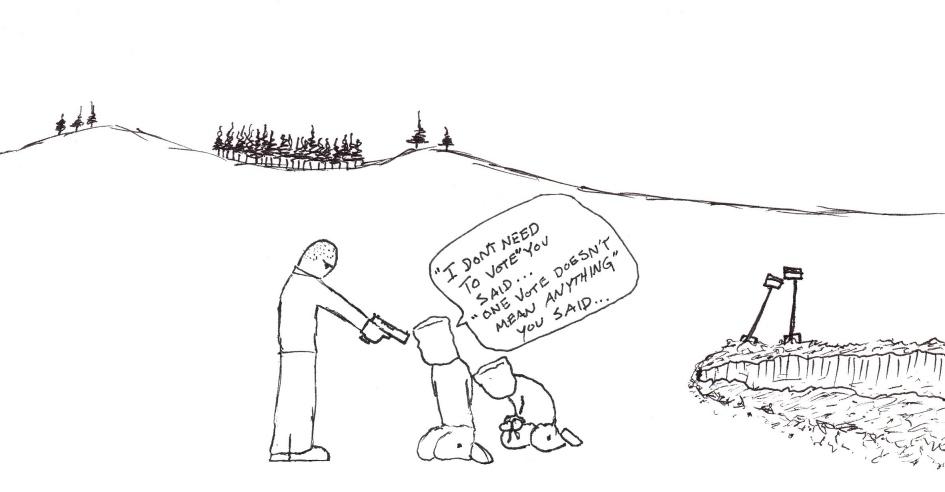 "I DONT NEED
TO VOTE" YOU
SAID...
"ONE VOTE DOESN'T
MEAN ANYTHING"
YOU SAID...